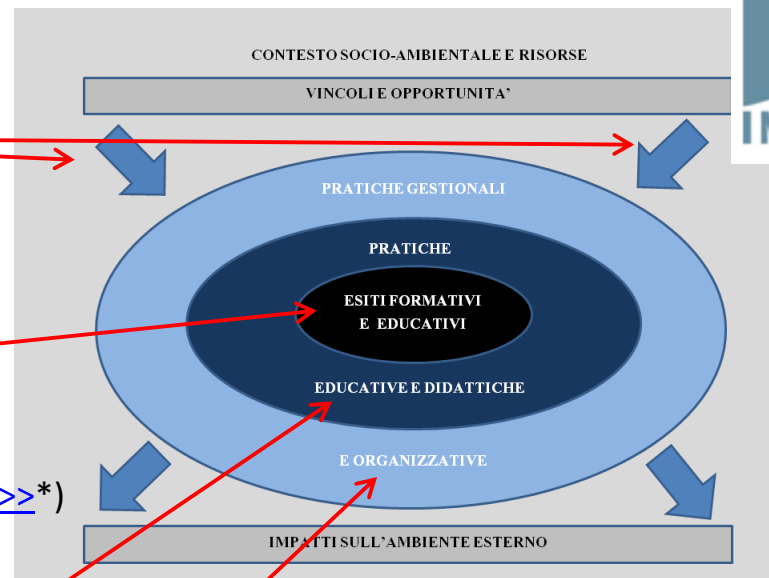 CONTESTO SOCIO-AMBIENTALE E RISORSE
VINCOLI E OPPORTUNITA’
PRATICHE GESTIONALI
PRATICHE
ESITI FORMATIVI
E EDUCATIVI
EDUCATIVE E DIDATTICHE
E ORGANIZZATIVE
>>*)
IMPATTI SULL’AMBIENTE ESTERNO